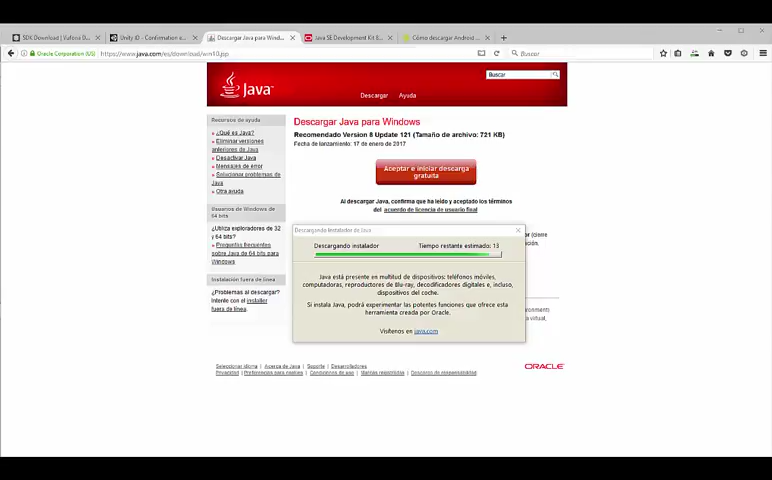 SDK Download | Vuforia D...
Unity ID - Confirmation e...
Descargar Java para Wind...
Java SE Development Kit 8...
Cómo descargar Android ...
Oracle Corporation (US)
https://www.java.com/es/download/win10.jsp
Buscar
Java
Buscar
Descargar
Ayuda
Recursos de ayuda
» ¿Qué es Java?
» Eliminar versiones
anteriores de Java
» Desactivar Java
» Mensajes de error
» Solucionar problemas de
Java
» Otra ayuda
Usuarios de Windows de
64 bits
¿Utiliza exploradores de 32
y 64 bits?
» Preguntas frecuentes
sobre Java de 64 bits para
Windows
Instalación fuera de línea
¿Problemas al descargar?
Intente con el installer
fuera de línea.
Descargar Java para Windows
Recomendado Version 8 Update 121 (Tamaño de archivo: 721 KB)
Fecha de lanzamiento: 17 de enero de 2017
Aceptar e iniciar descarga
gratuita
Al descargar Java, confirma que ha leído y aceptado los términos
del acuerdo de licencia de usuario final
(cierre
Descargando Instalador de Java
Descargando instalador
Tiempo restante estimado: 13
Java está presente en multitud de dispositivos: teléfonos móviles,
computadoras, reproductores de Blu-ray, decodificadores digitales e, incluso,
dispositivos del coche.
Si instala Java, podrá experimentar las potentes funciones que ofrece esta
herramienta creada por Oracle.
Visítenos en java.com
virtual,
Seleccionar idioma | Acerca de Java | Soporte | Desarrolladores
Privacidad | Preferencias para cookies | Condiciones de uso | Marcas registradas | Descargo de responsabilidad
ORACLE